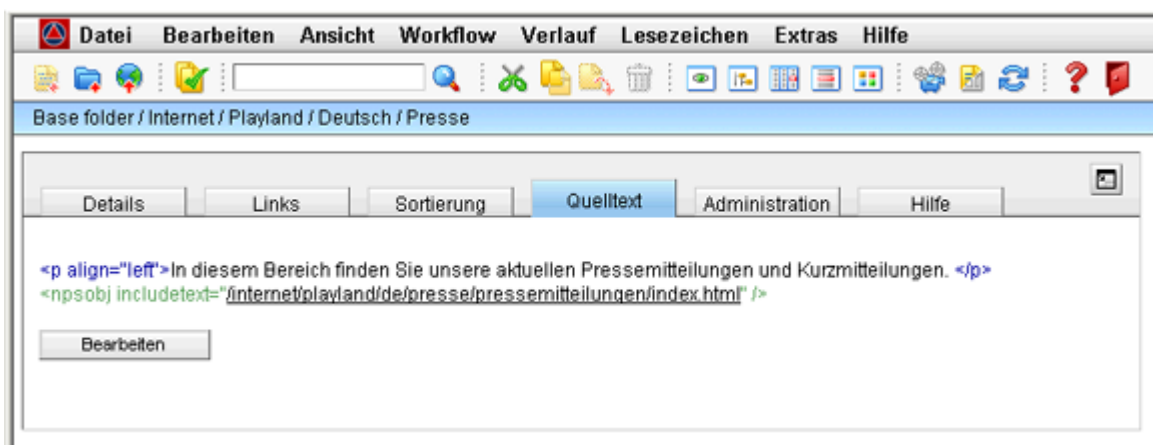 Datei Bearbeiten Ansicht Workflow Verlauf Lesezeichen Extras Hilfe
Base folder / Internet / Playland / Deutsch / Presse
Details Links Sortierung Quelltext Administration Hilfe
<p align="left">In diesem Bereich finden Sie unsere aktuellen Pressemitteilungen und Kurzmitteilungen. </p>
<npsobj includetext="/internet/playland/de/presse/pressemitteilungen/index.html" />
Bearbeiten